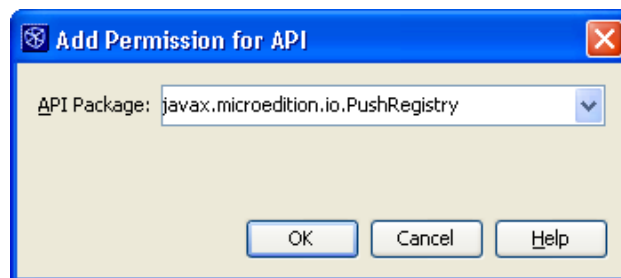 Add Permission for API
API Package: javax.microedition.io.PushRegistry
OK Cancel Help